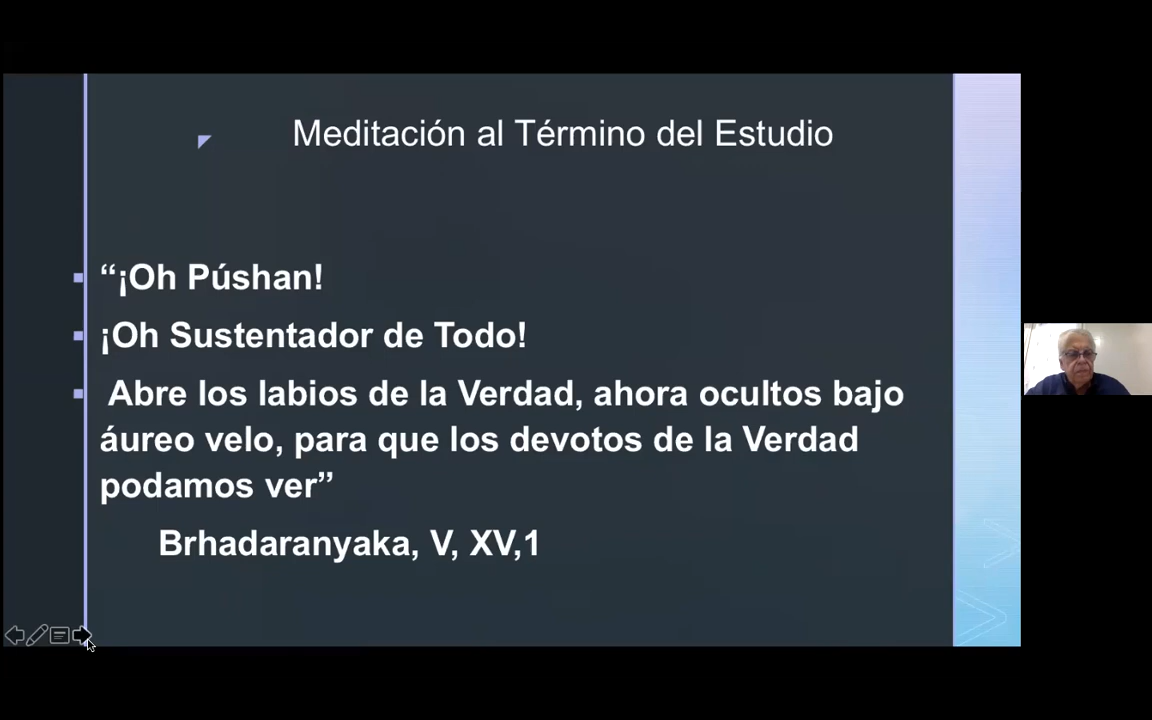 Meditación al Término del Estudio
“¡Oh Púshan!
¡Oh Sustentador de Todo!
Abre los labios de la Verdad, ahora ocultos bajo
áureo velo, para que los devotos de la Verdad
podamos ver”
Brhadaranyaka, V, XV,1